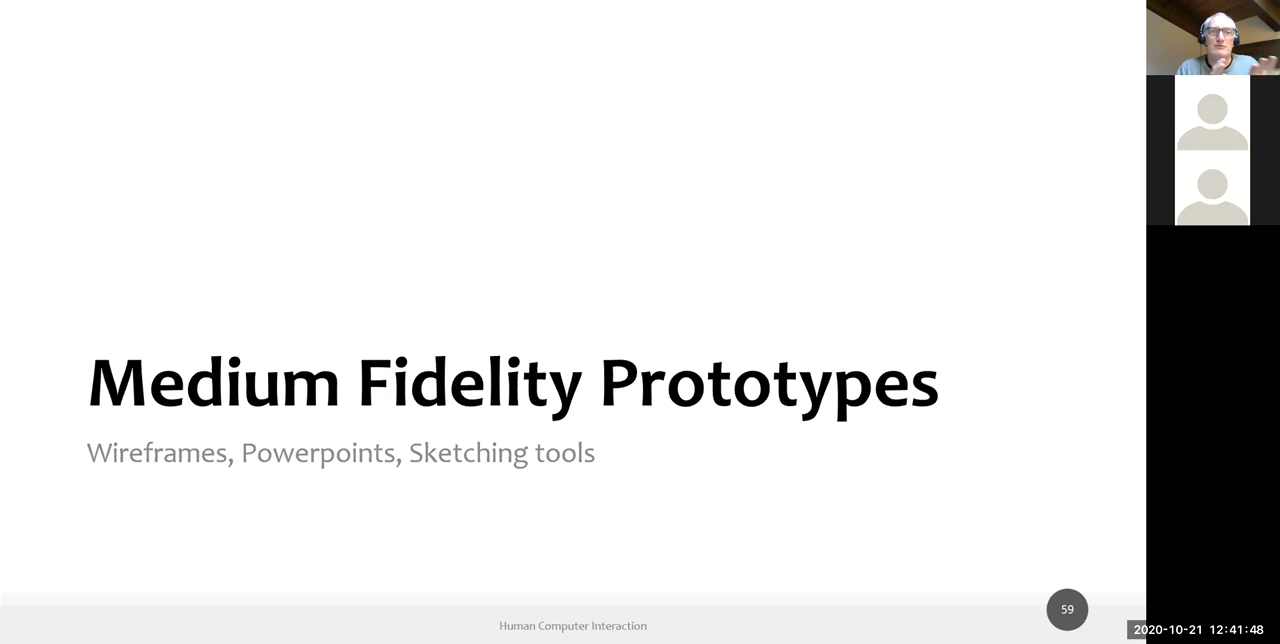 Medium Fidelity Prototypes
Wireframes, Powerpoints, Sketching tools
59
Human Computer Interaction
2020-10-21 12:41:48